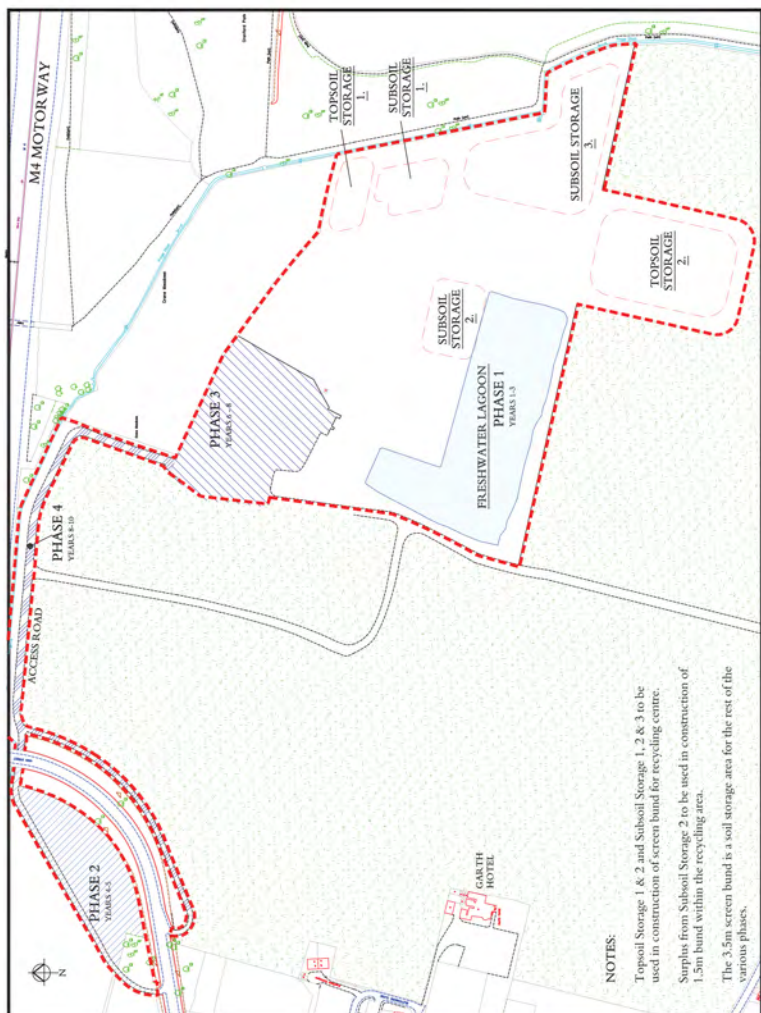 M4 MOTORWAY
TOPSOIL
STORAGE
1.
SUBSOIL
STORAGE
1.
SUBSOIL STORAGE
3.
TOPSOIL
STORAGE
2.
SUBSOIL
STORAGE
2.
FRESHWATER LAGOON
PHASE 1
YEARS 1-3
PHASE 3
YEARS 6-8
PHASE 4
YEARS 8-10
ACCESS ROAD
PHASE 2
YEARS 4-5
GARTH
HOTEL
N
NOTES:
Topsoil Storage 1 & 2 and Subsoil Storage 1, 2 & 3 to be
used in construction of screen bund for recycling centre.
Surplus from Subsoil Storage 2 to be used in construction of
1.5m bund within the recycling area.
The 3.5m screen bund is a soil storage area for the rest of the
various phases.